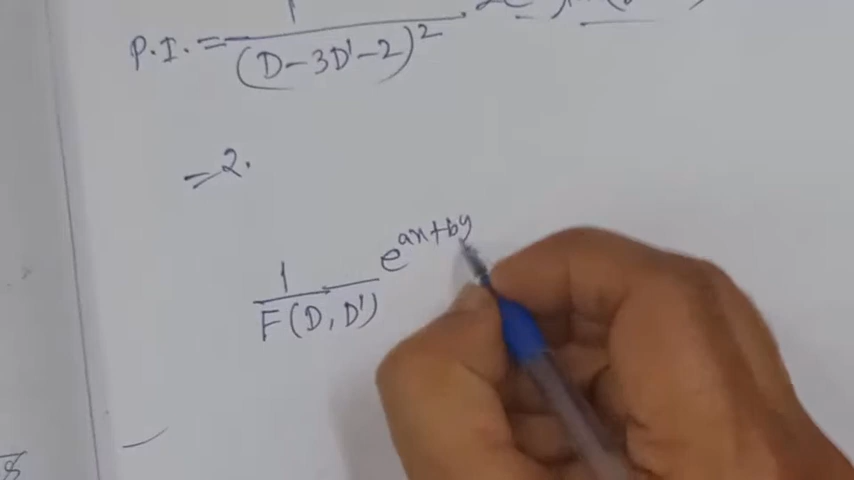 P.I. = 1 / (D-3D'-2)²
= 2.
1 / F(D, D') e^{ax+by}